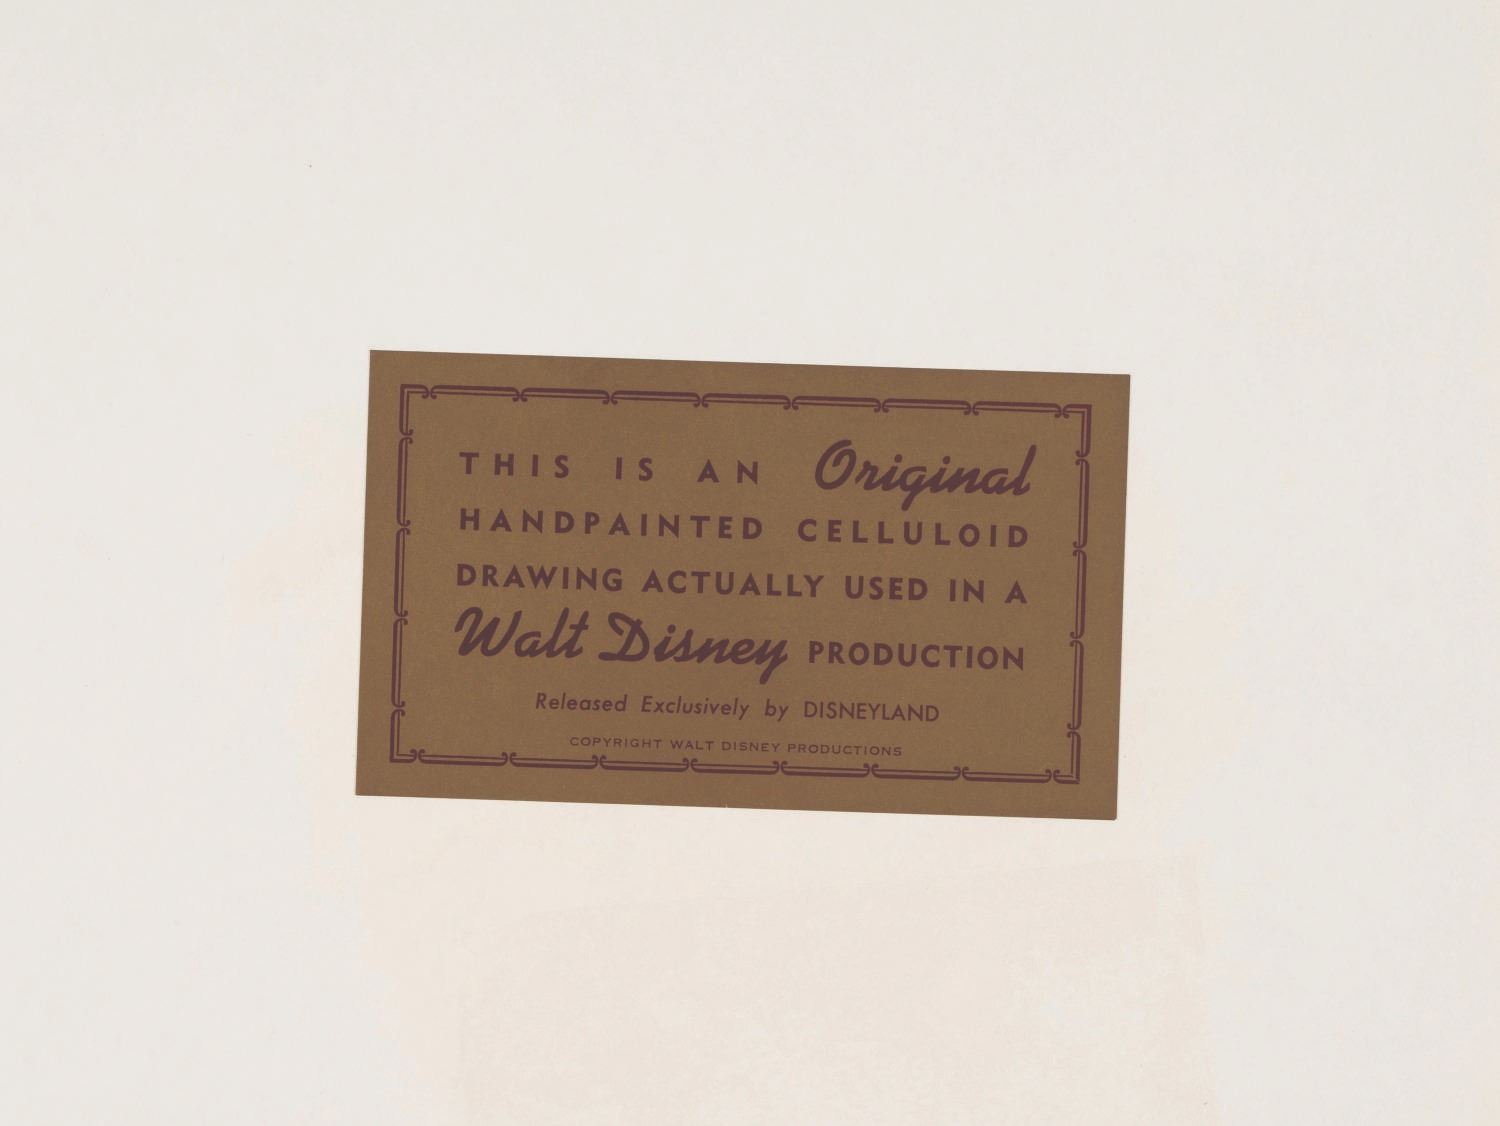 THIS IS AN Original
HANDPAINTED CELLULOID
DRAWING ACTUALLY USED IN A
Walt Disney PRODUCTION
Released Exclusively by DISNEYLAND
COPYRIGHT WALT DISNEY PRODUCTIONS